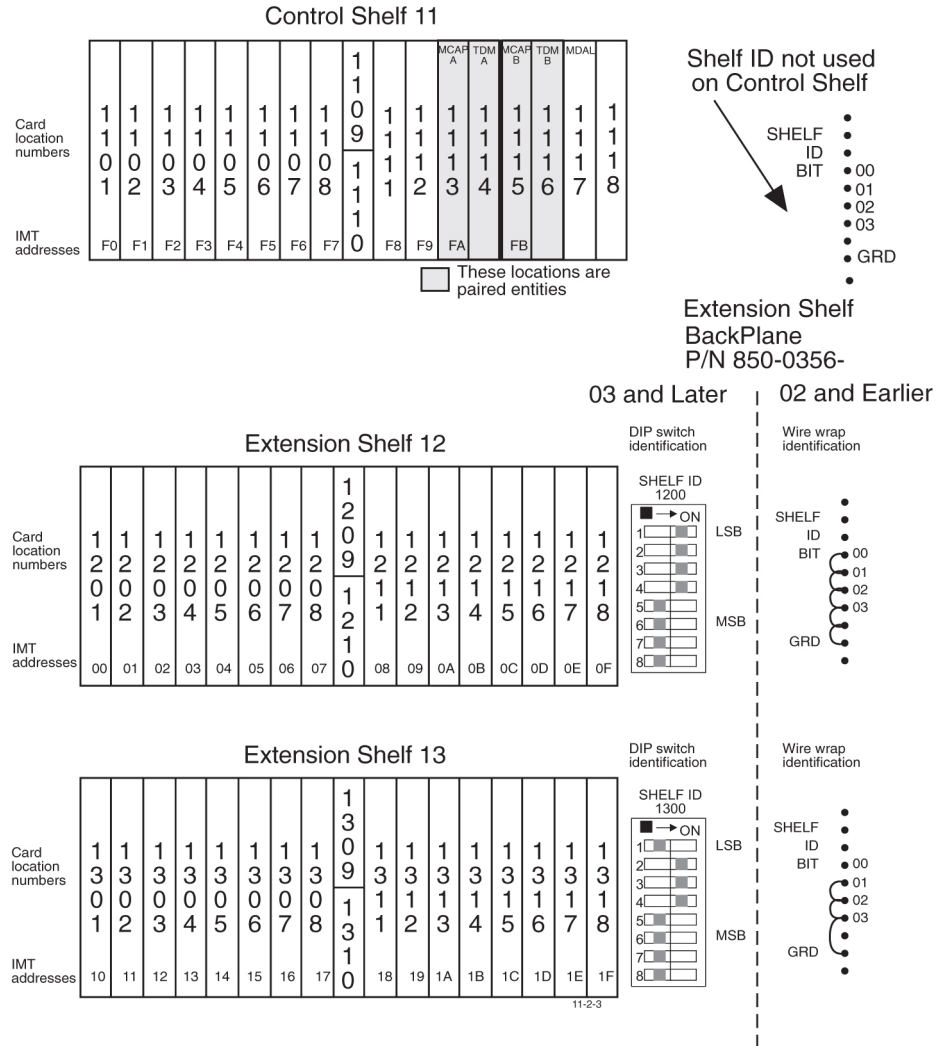 Control Shelf 11
MCAP A
TDM A
MCAP B
TDM B
MDAL
Card location numbers
1101
1102
1103
1104
1105
1106
1107
1108
1109
1110
1111
1112
1113
1114
1115
1116
1117
1118
IMT addresses
F0 F1 F2 F3 F4 F5 F6 F7 F8 F9 FA FB
These locations are
paired entities
Shelf ID not used
on Control Shelf
SHELF
ID
BIT
00
01
02
03
GRD
Extension Shelf
BackPlane
P/N 850-0356-
03 and Later
02 and Earlier
Extension Shelf 12
Card
location
numbers
1201
1202
1203
1204
1205
1206
1207
1208
1209
1210
1211
1212
1213
1214
1215
1216
1217
1218
IMT
addresses
00 01 02 03 04 05 06 07 08 09 0A 0B 0C 0D 0E 0F
DIP switch
identification
SHELF ID
1200
ON
1
2
3
4
5
6
7
8
LSB
MSB
Wire wrap
identification
SHELF
ID
BIT
00
01
02
03
GRD
Extension Shelf 13
Card
location
numbers
1301
1302
1303
1304
1305
1306
1307
1308
1309
1310
1311
1312
1313
1314
1315
1316
1317
1318
IMT
addresses
10 11 12 13 14 15 16 17 18 19 1A 1B 1C 1D 1E 1F
11-2-3
DIP switch
identification
SHELF ID
1300
ON
1
2
3
4
5
6
7
8
LSB
MSB
Wire wrap
identification
SHELF
ID
BIT
00
01
02
03
GRD